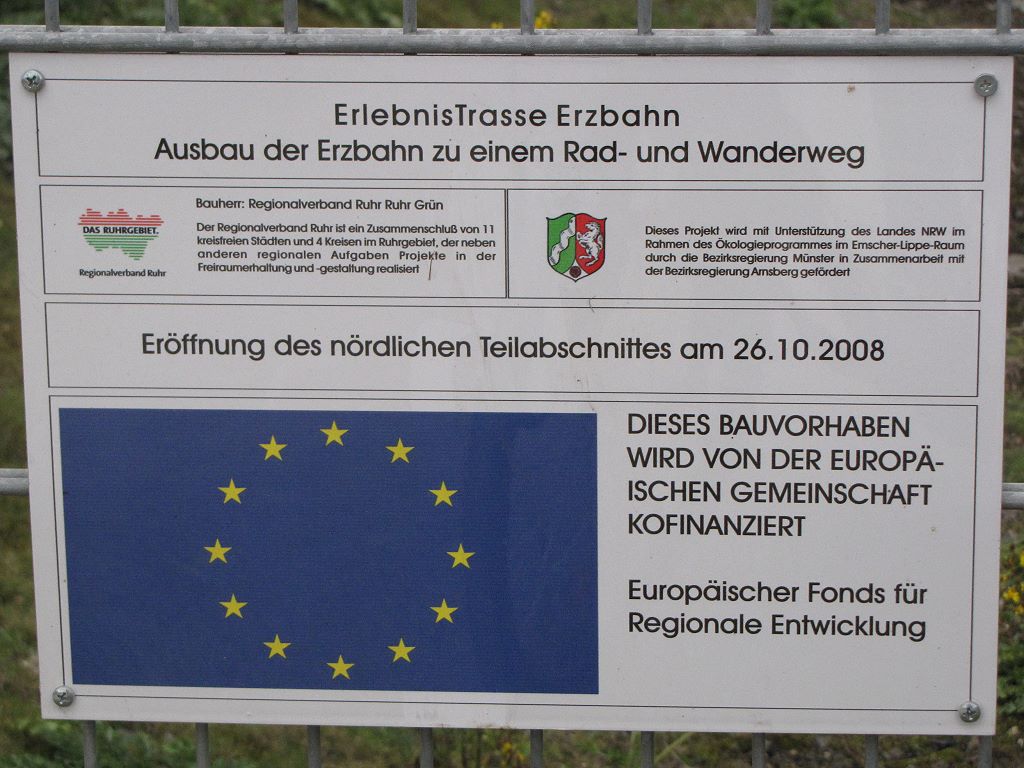 ErlebnisTrasse Erzbahn
Ausbau der Erzbahn zu einem Rad- und Wanderweg
DAS RUHRGEBIET.
Regionalverband Ruhr
Bauherr: Regionalverband Ruhr Ruhr Grün
Der Regionalverband Ruhr ist ein Zusammenschluß von 11
kreisfreien Städten und 4 Kreisen im Ruhrgebiet, der neben
anderen regionalen Aufgaben Projekte in der
Freiraumerhaltung und -gestaltung realisiert
Dieses Projekt wird mit Unterstützung des Landes NRW im
Rahmen des Ökologieprogrammes im Emscher-Lippe-Raum
durch die Bezirksregierung Münster in Zusammenarbeit mit
der Bezirksregierung Arnsberg gefördert
Eröffnung des nördlichen Teilabschnittes am 26.10.2008
DIESES BAUVORHABEN
WIRD VON DER EUROPÄ-
ISCHEN GEMEINSCHAFT
KOFINANZIERT
Europäischer Fonds für
Regionale Entwicklung